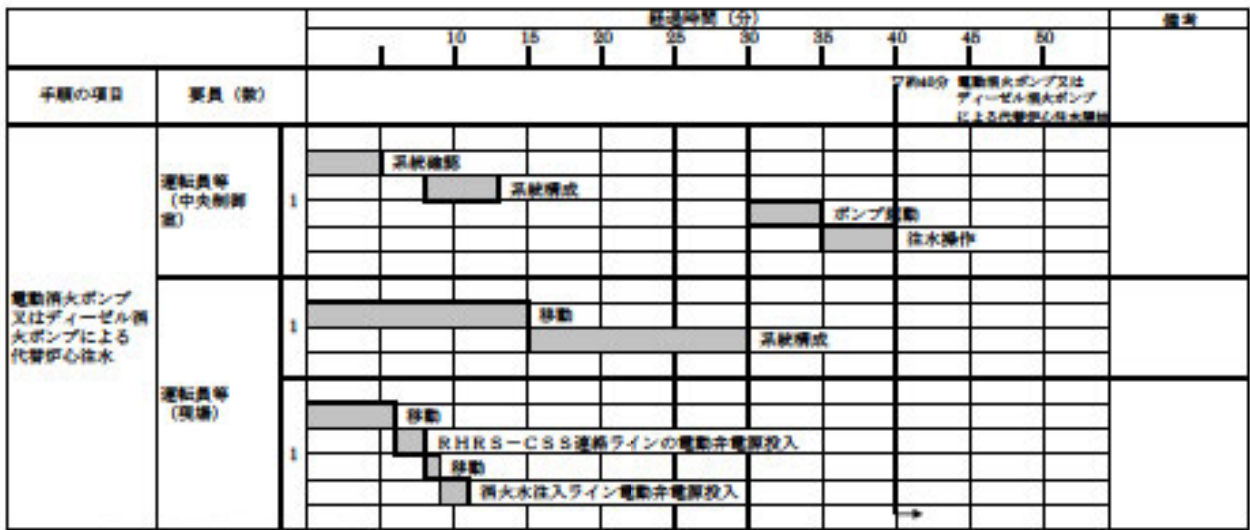 経過時間（分）
備考
10 15 20 25 30 35 40 45 50
手順の項目
要員（数）
▽約40分 電動消火ポンプ又は
ディーゼル消火ポンプ
による代替炉心注水開始
電動消火ポンプ
又はディーゼル消
火ポンプによる
代替炉心注水
運転員等
（中央制御
室）
1
系統確認
系統構成
ポンプ起動
注水操作
運転員等
（現場）
1
移動
系統構成
1
移動
RHRS－CSS連絡ラインの電動弁電源投入
移動
消火水注入ライン電動弁電源投入